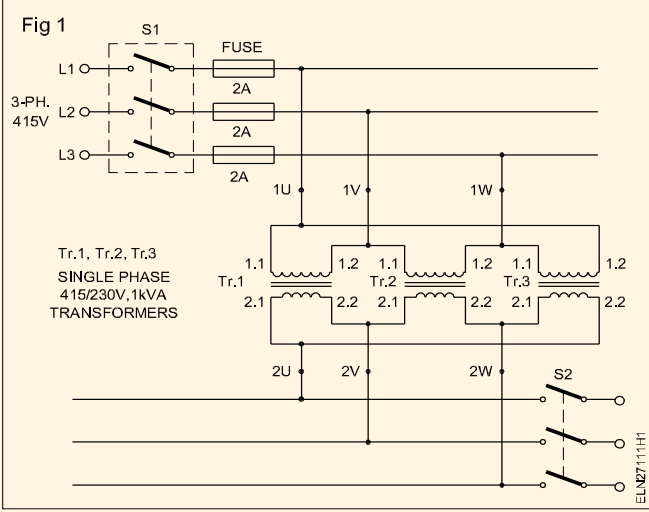 Fig 1
S1
FUSE
L1
2A
3-PH.
415V
L2
2A
L3
2A
1U
1V
1W
Tr.1, Tr.2, Tr.3
SINGLE PHASE
415/230V,1kVA
TRANSFORMERS
1.1
1.2
1.1
1.2
1.1
1.2
Tr.1
Tr.2
Tr.3
2.1
2.2
2.1
2.2
2.1
2.2
2U
2V
2W
S2
ELN27111H1